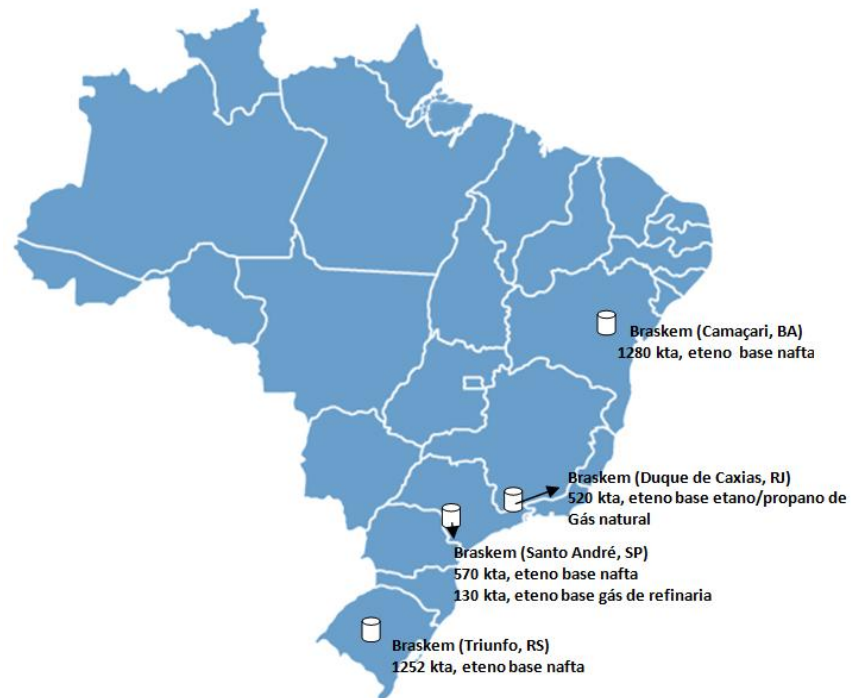 Braskem (Camaçari, BA)
1280 kta, eteno base nafta
Braskem (Duque de Caxias, RJ)
520 kta, eteno base etano/propano de
Gás natural
Braskem (Santo André, SP)
570 kta, eteno base nafta
130 kta, eteno base gás de refinaria
Braskem (Triunfo, RS)
1252 kta, eteno base nafta